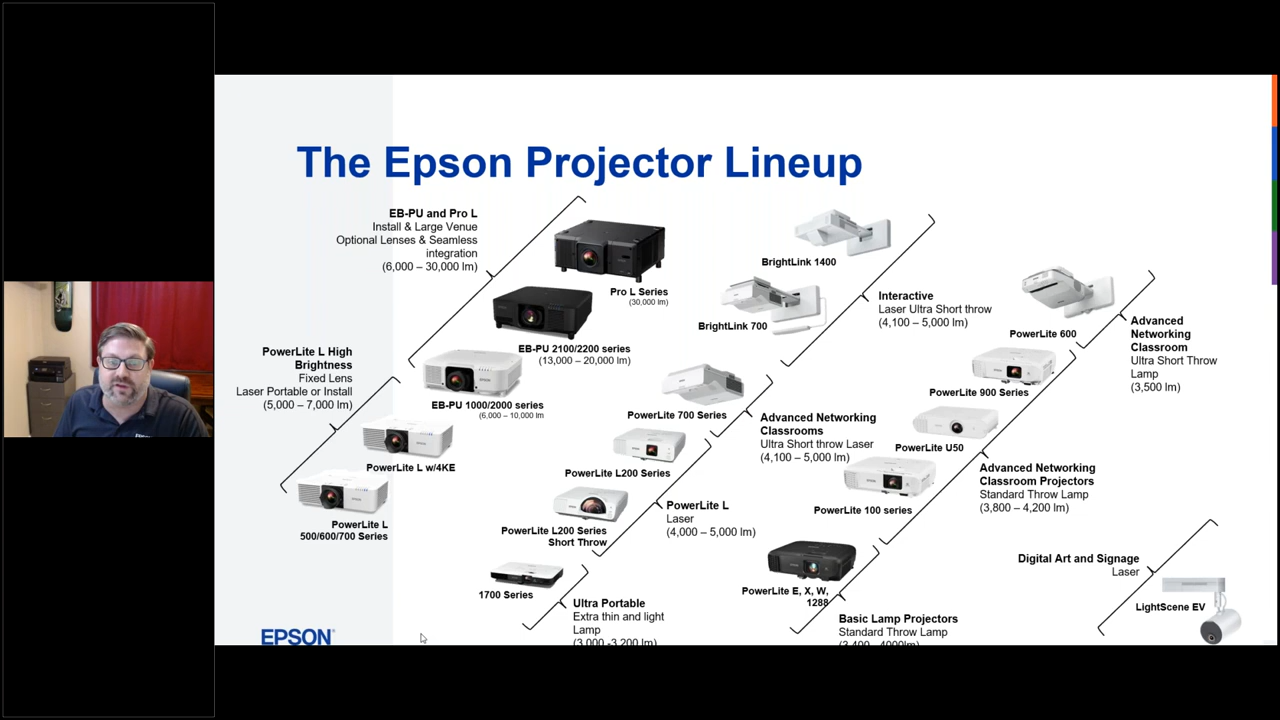 The Epson Projector Lineup
EB-PU and Pro L
Install & Large Venue
Optional Lenses & Seamless
integration
(6,000 – 30,000 lm)
Pro L Series
(30,000 lm)
EB-PU 2100/2200 series
(13,000 – 20,000 lm)
EB-PU 1000/2000 series
(6,000 – 10,000 lm
PowerLite L High
Brightness
Fixed Lens
Laser Portable or Install
(5,000 – 7,000 lm)
PowerLite L w/4KE
PowerLite L
500/600/700 Series
BrightLink 1400
BrightLink 700
Interactive
Laser Ultra Short throw
(4,100 – 5,000 lm)
PowerLite 700 Series
Advanced Networking
Classrooms
Ultra Short throw Laser
(4,100 – 5,000 lm)
PowerLite L200 Series
PowerLite L200 Series
Short Throw
PowerLite L
Laser
(4,000 – 5,000 lm)
1700 Series
Ultra Portable
Extra thin and light
Lamp
(3,000 -3,200 lm)
PowerLite 600
Advanced
Networking
Classroom
Ultra Short Throw
Lamp
(3,500 lm)
PowerLite 900 Series
PowerLite U50
PowerLite 100 series
Advanced Networking
Classroom Projectors
Standard Throw Lamp
(3,800 – 4,200 lm)
PowerLite E, X, W,
1288
Basic Lamp Projectors
Standard Throw Lamp
(3,400 – 4000lm)
Digital Art and Signage
Laser
LightScene EV
EPSON